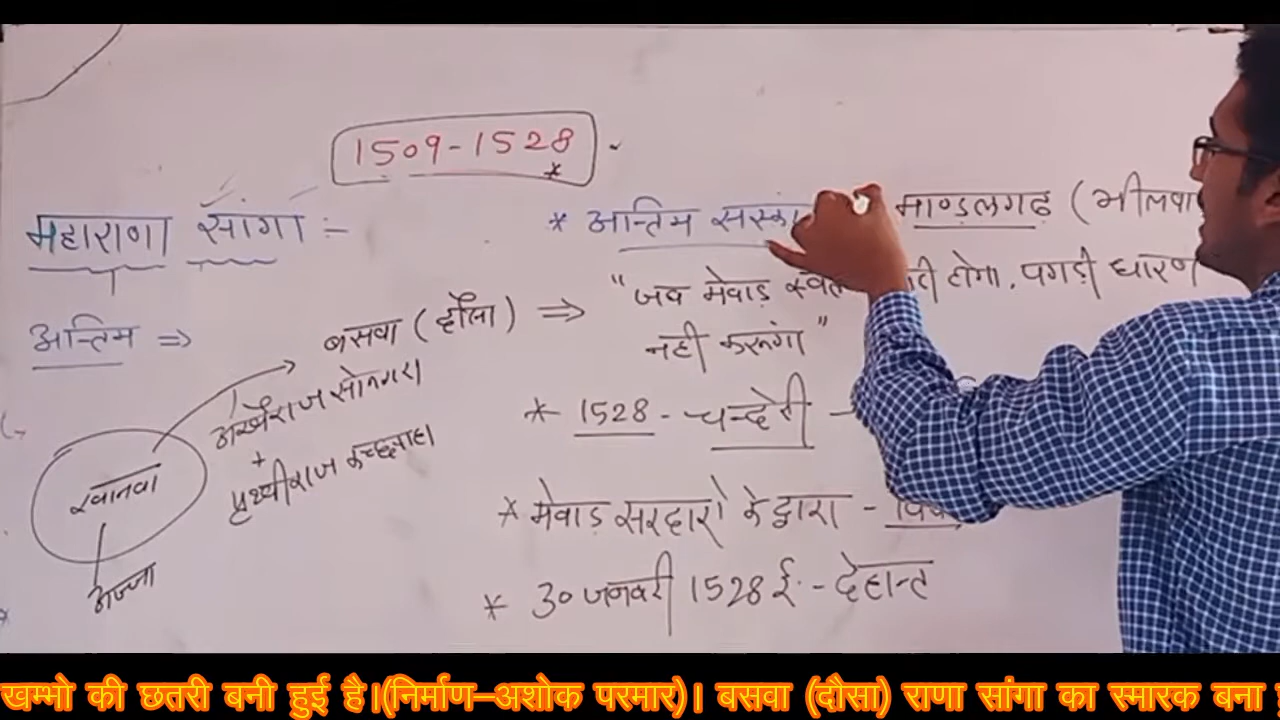 1509-1528
महाराणा सांगा :-
* अन्तिम संस्का माण्डलगढ़ (भीलवा
"जब मेवाड़ स्वतं होगा, पगड़ी धारण
नही करूंगा"
अन्तिम ⇒
बसवा (दौसा) ⇒
अखैराज सोनगरा
+
पृथ्वीराज कच्छवाहा
खानवा
अज्जा
* 1528 - चन्देरी -
* मेवाड़ सरदारो के द्वारा -
* 30 जनवरी 1528 ई. - देहान्त
खम्भो की छतरी बनी हुई है।(निर्माण–अशोक परमार)। बसवा (दौसा) राणा सांगा का स्मारक बना